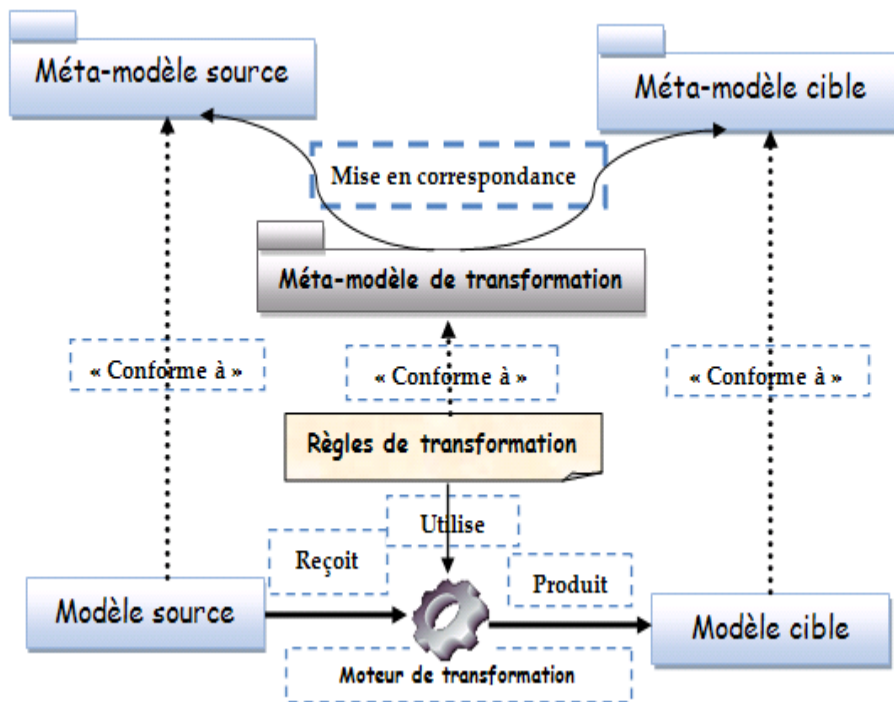 Méta-modèle source
Méta-modèle cible
Mise en correspondance
Méta-modèle de transformation
« Conforme à »
« Conforme à »
« Conforme à »
Règles de transformation
Utilise
Reçoit
Produit
Modèle source
Modèle cible
Moteur de transformation